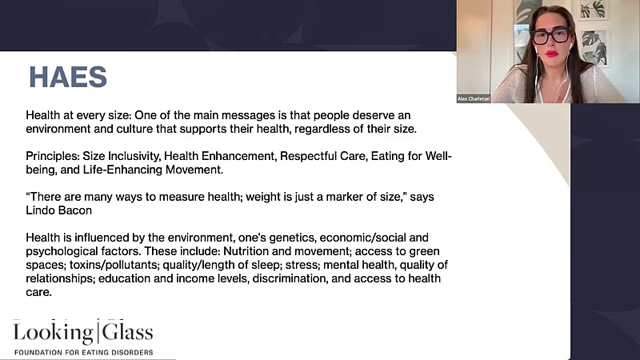 HAES
Health at every size: One of the main messages is that people deserve an
environment and culture that supports their health, regardless of their size.
Principles: Size Inclusivity, Health Enhancement, Respectful Care, Eating for Well-
being, and Life-Enhancing Movement.
“There are many ways to measure health; weight is just a marker of size,” says
Lindo Bacon
Health is influenced by the environment, one's genetics, economic/social and
psychological factors. These include: Nutrition and movement; access to green
spaces; toxins/pollutants; quality/length of sleep; stress; mental health, quality of
relationships; education and income levels, discrimination, and access to health
care.
Alex Charleton
Looking|Glass
FOUNDATION FOR EATING DISORDERS